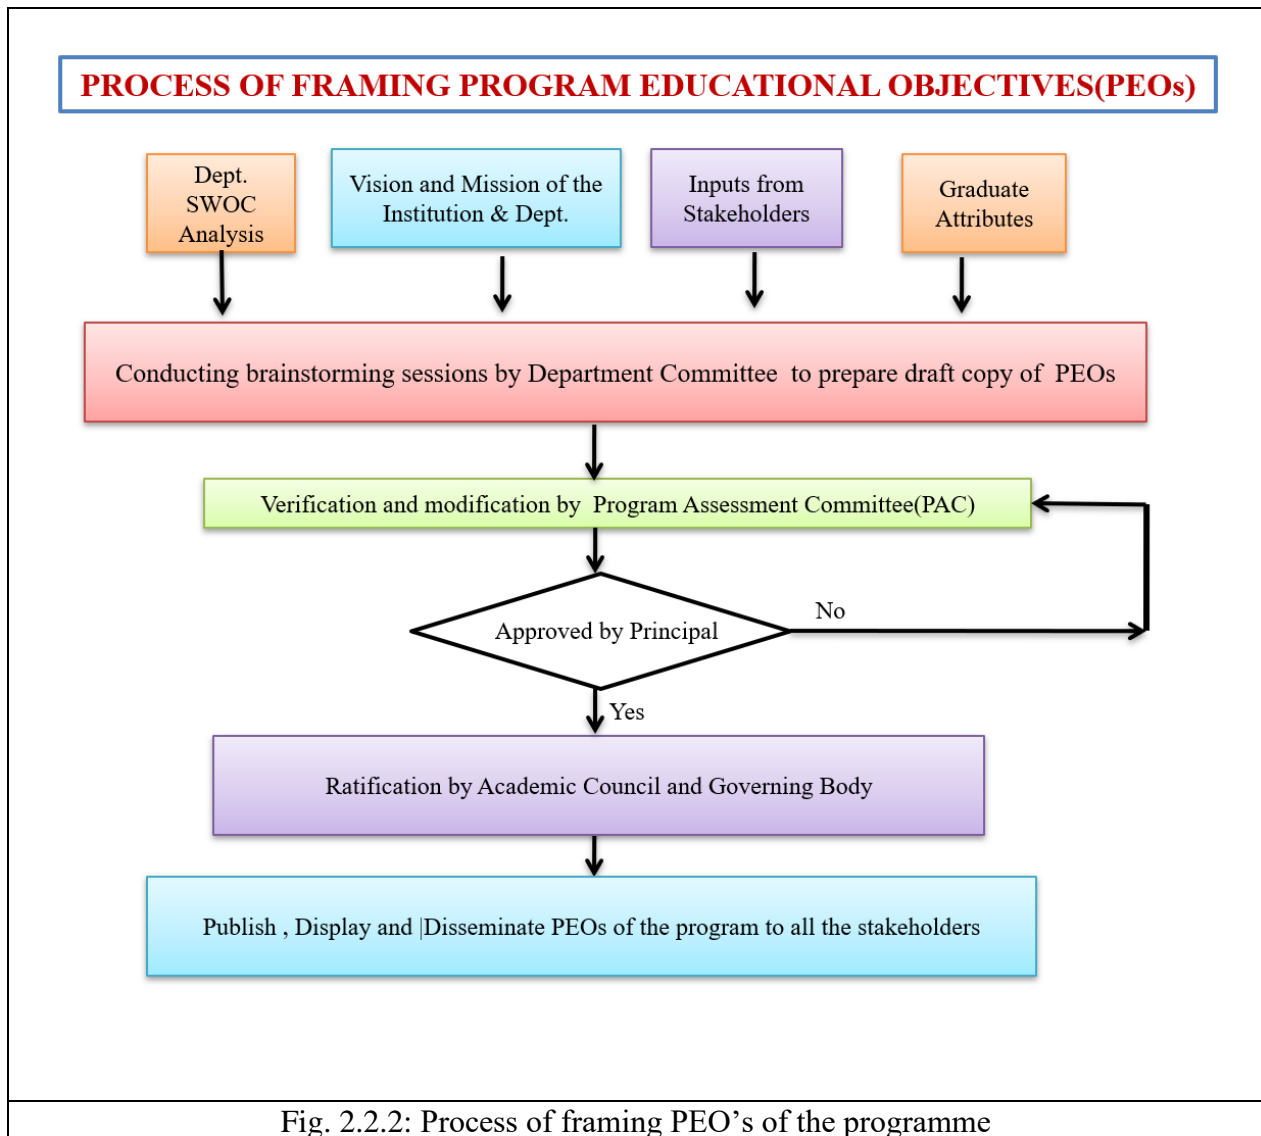 PROCESS OF FRAMING PROGRAM EDUCATIONAL OBJECTIVES(PEOs)
Dept.
SWOC
Analysis
Vision and Mission of the
Institution & Dept.
Inputs from
Stakeholders
Graduate
Attributes
Conducting brainstorming sessions by Department Committee  to prepare draft copy of  PEOs
Verification and modification by  Program Assessment Committee(PAC)
Approved by Principal
No
Yes
Ratification by Academic Council and Governing Body
Publish , Display and |Disseminate PEOs of the program to all the stakeholders
Fig. 2.2.2: Process of framing PEO’s of the programme